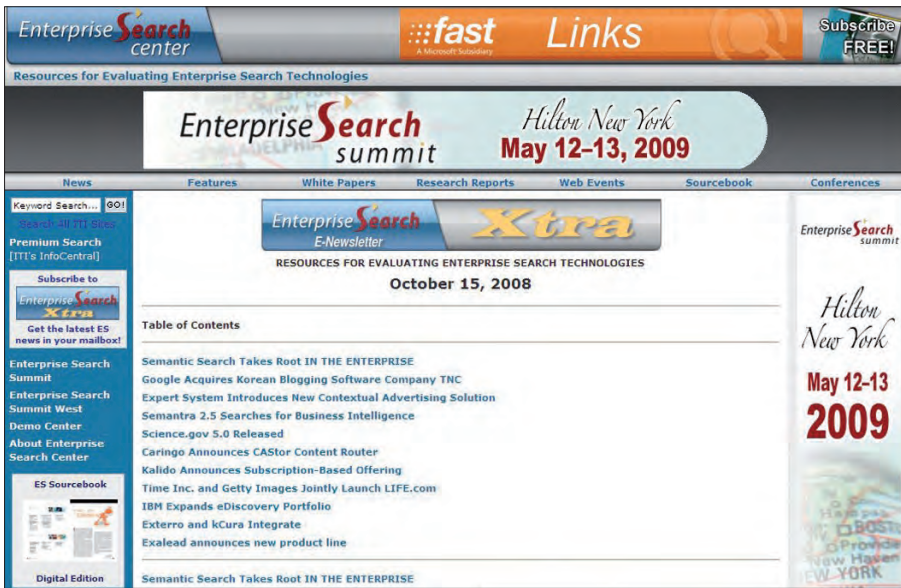 Enterprise Search center
fast
A Microsoft Subsidiary
Links
Subscribe FREE!
Resources for Evaluating Enterprise Search Technologies
Enterprise Search summit
Hilton New York
May 12–13, 2009
News Features White Papers Research Reports Web Events Sourcebook Conferences
Keyword Search... GO!
Search All ITI Sites
Premium Search
[ITI's InfoCentral]
Subscribe to
Enterprise Search Xtra
Get the latest ES
news in your mailbox!
Enterprise Search
Summit
Enterprise Search
Summit West
Demo Center
About Enterprise
Search Center
ES Sourcebook
Digital Edition
Enterprise Search
E-Newsletter
Xtra
RESOURCES FOR EVALUATING ENTERPRISE SEARCH TECHNOLOGIES
October 15, 2008
Table of Contents
Semantic Search Takes Root IN THE ENTERPRISE
Google Acquires Korean Blogging Software Company TNC
Expert System Introduces New Contextual Advertising Solution
Semantra 2.5 Searches for Business Intelligence
Science.gov 5.0 Released
Caringo Announces CAStor Content Router
Kalido Announces Subscription-Based Offering
Time Inc. and Getty Images Jointly Launch LIFE.com
IBM Expands eDiscovery Portfolio
Exterro and kCura Integrate
Exalead announces new product line
Semantic Search Takes Root IN THE ENTERPRISE
Enterprise Search
summit
Hilton
New York
May 12–13
2009